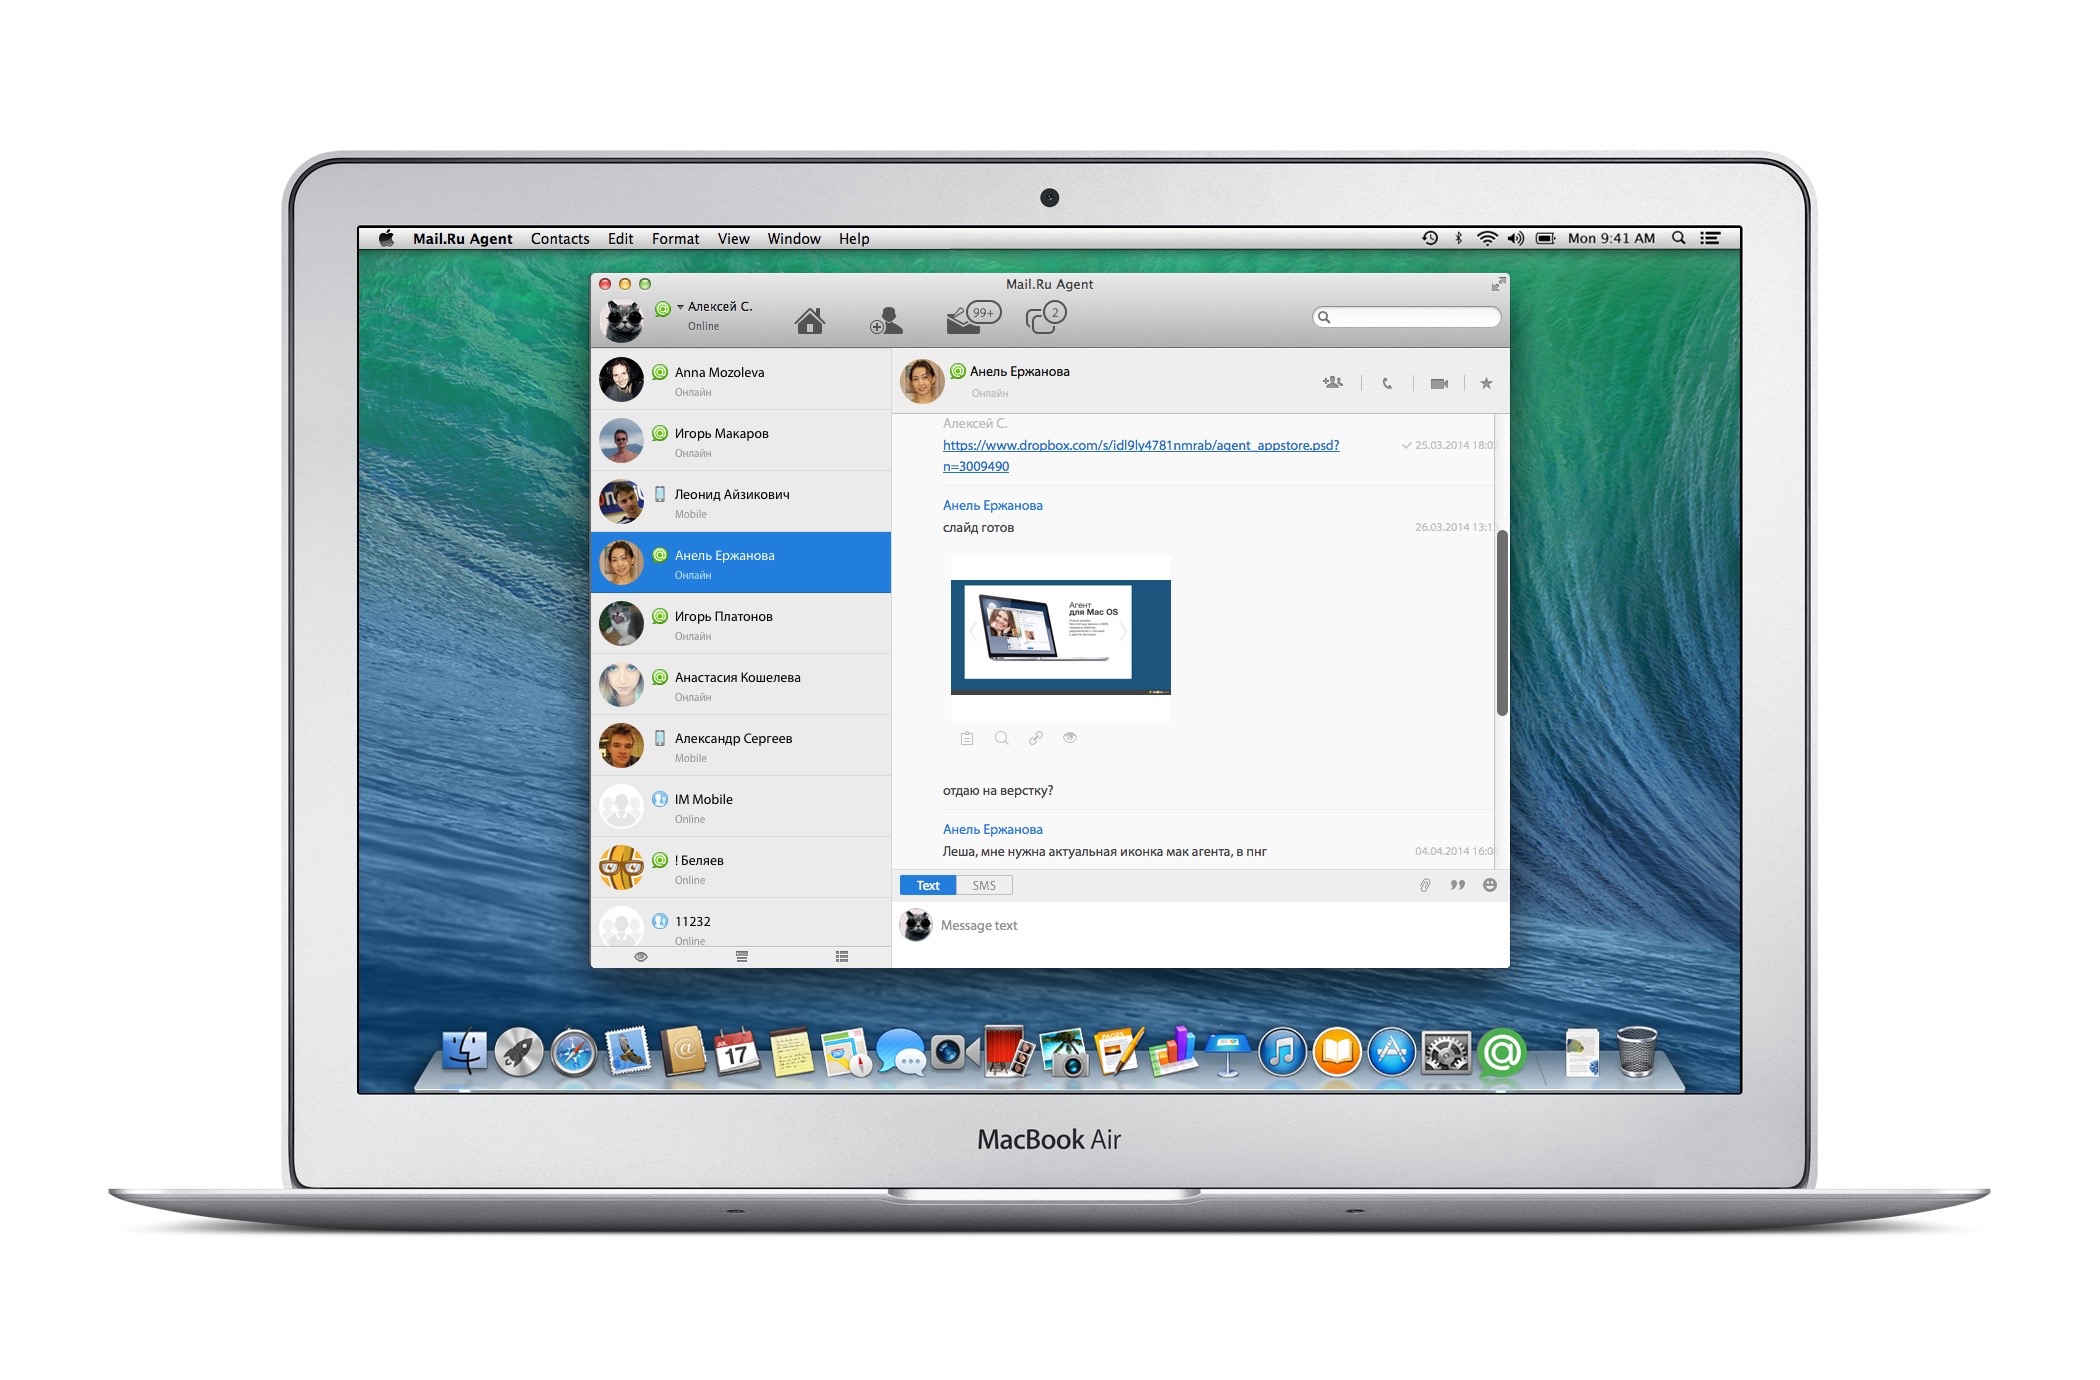 Mail.Ru Agent Contacts Edit Format View Window Help Mon 9:41 AM
Mail.Ru Agent
Алексей С.
Online
99+
2
Anna Mozoleva
Онлайн
Игорь Макаров
Онлайн
Леонид Айзикович
Mobile
Анель Ержанова
Онлайн
Игорь Платонов
Онлайн
Анастасия Кошелева
Онлайн
Александр Сергеев
Mobile
IM Mobile
Online
! Беляев
Online
11232
Online
Анель Ержанова
Онлайн
Алексей С.
https://www.dropbox.com/s/idl9ly4781nmrab/agent_appstore.psd?
25.03.2014 18:0
n=3009490
Анель Ержанова
слайд готов
26.03.2014 13:1
Агент
для Mac OS
отдаю на верстку?
Анель Ержанова
Леша, мне нужна актуальная иконка мак агента, в пнг
04.04.2014 16:0
Text SMS
Message text
JUL
17
MacBook Air